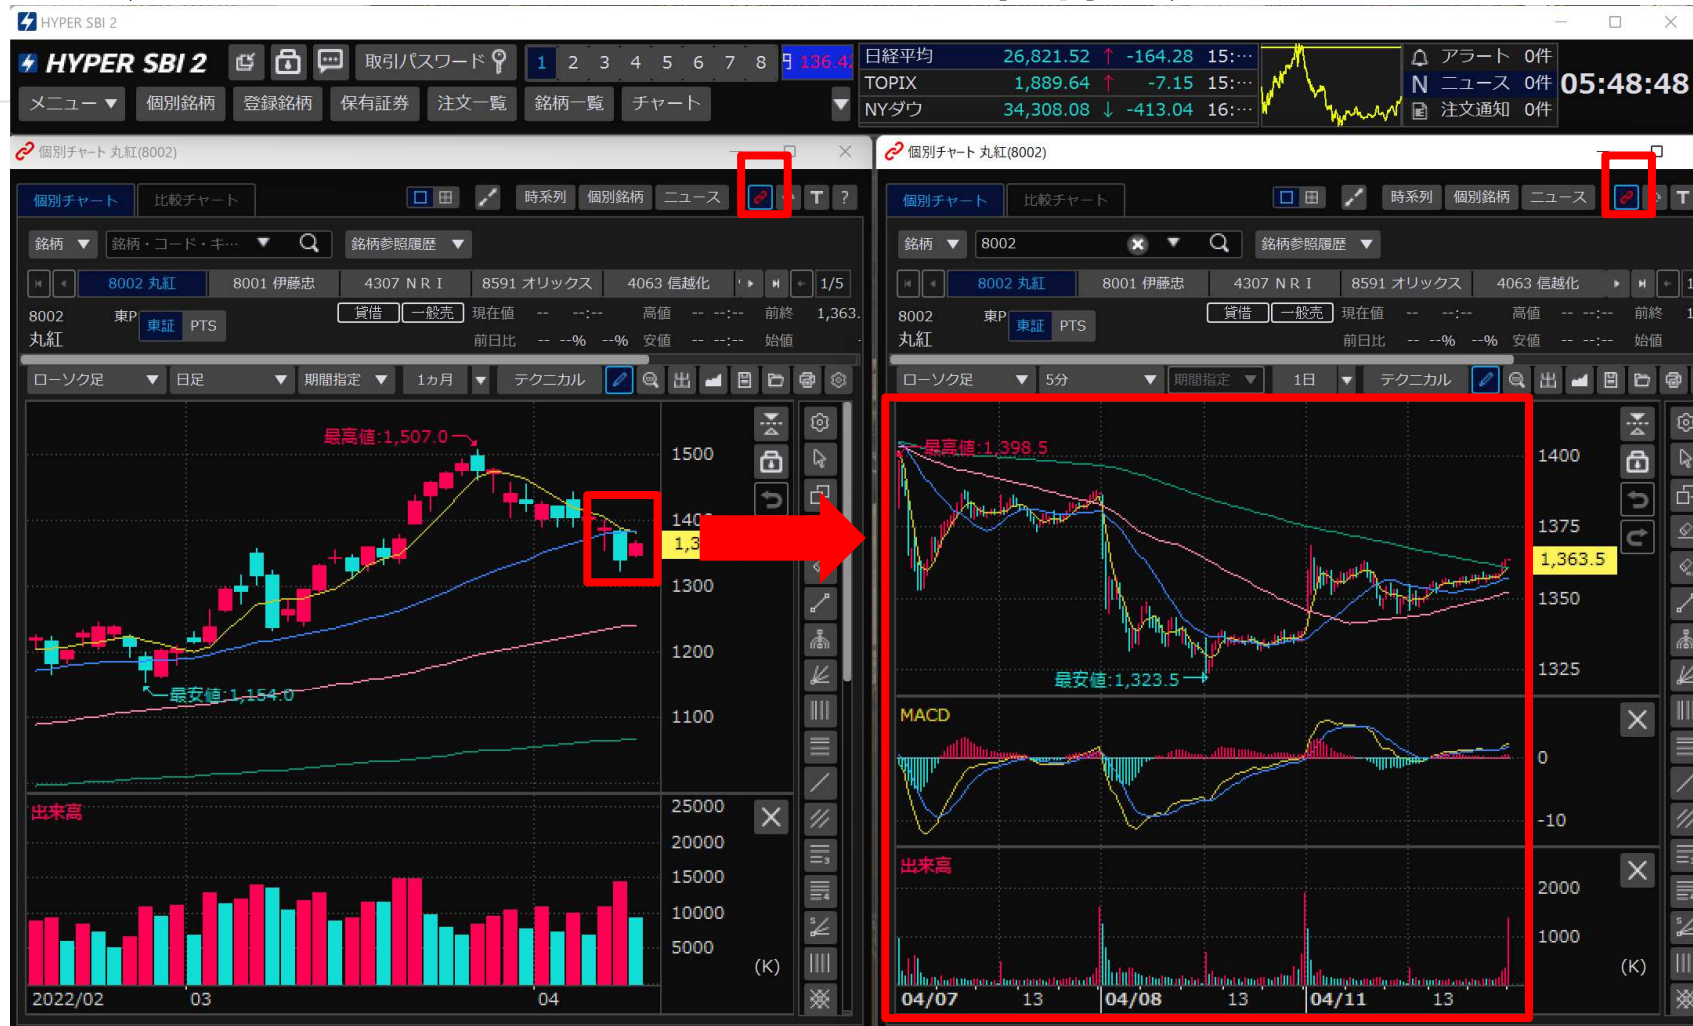 HYPER SBI 2
HYPER SBI 2 取引パスワード 1 2 3 4 5 6 7 8 円 136.42
日経平均 26,821.52 ↑ -164.28 15:…
TOPIX 1,889.64 ↑ -7.15 15:…
NYダウ 34,308.08 ↓ -413.04 16:…
アラート 0件
N ニュース 0件
注文通知 0件
05:48:48
メニュー▼ 個別銘柄 登録銘柄 保有証券 注文一覧 銘柄一覧 チャート ▼
個別チャート 丸紅(8002)
個別チャート 比較チャート 時系列 個別銘柄 ニュース T ?
銘柄 ▼ 銘柄・コード・キ… ▼ 銘柄参照履歴 ▼
8002 丸紅 8001 伊藤忠 4307 N R I 8591 オリックス 4063 信越化 1/5
8002 東P 東証 PTS 貸借 一般売 現在値 -- --:-- 高値 -- --:-- 前終 1,363.
丸紅 前日比 -- --% --% 安値 -- --:-- 始値
ローソク足 ▼ 日足 ▼ 期間指定 ▼ 1ヵ月 ▼ テクニカル
最高値:1,507.0
最安値:1,154.0
1500
1400
1,3
1300
1200
1100
出来高
25000
20000
15000
10000
5000
(K)
2022/02 03 04
個別チャート 丸紅(8002)
個別チャート 比較チャート 時系列 個別銘柄 ニュース T
銘柄 ▼ 8002 ▼ 銘柄参照履歴 ▼
8002 丸紅 8001 伊藤忠 4307 N R I 8591 オリックス 4063 信越化 1
8002 東P 東証 PTS 貸借 一般売 現在値 -- --:-- 高値 -- --:-- 前終 1
丸紅 前日比 -- --% --% 安値 -- --:-- 始値
ローソク足 ▼ 5分 ▼ 期間指定 ▼ 1日 ▼ テクニカル
最高値:1,398.5
最安値:1,323.5
1400
1375
1,363.5
1350
1325
MACD
0
-10
出来高
2000
1000
(K)
04/07 13 04/08 13 04/11 13